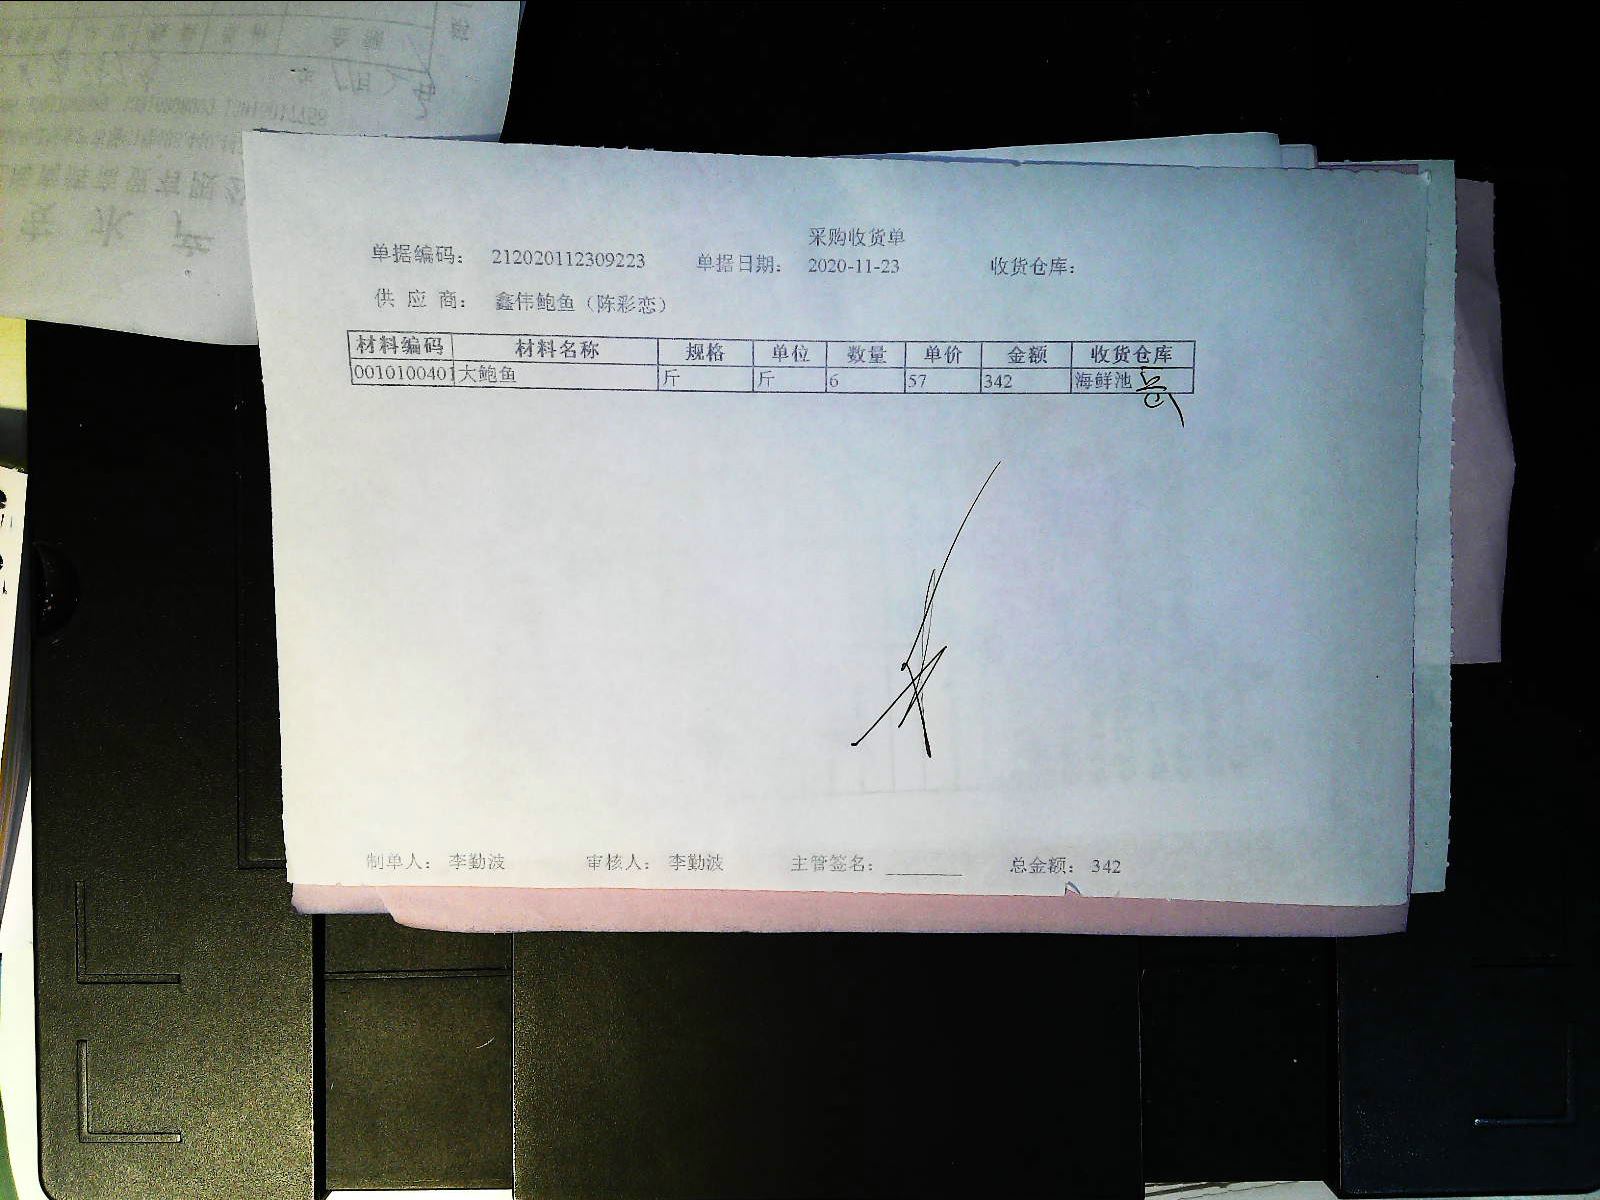 采购收货单
单据编码： 212020112309223 单据日期： 2020-11-23 收货仓库：
供 应 商： 鑫伟鲍鱼（陈彩恋）
材料编码 材料名称 规格 单位 数量 单价 金额 收货仓库
0010100401 大鲍鱼 斤 斤 6 57 342 海鲜池
制单人： 李勤波 审核人： 李勤波 主管签名： 总金额： 342